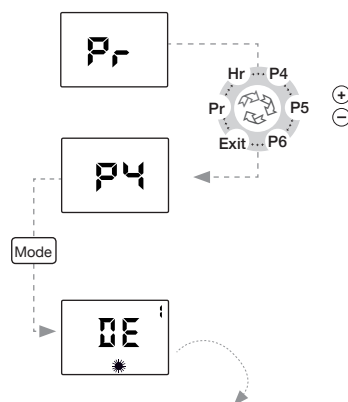 Pr
Hr P4
Pr P5
Exit P6
+
-
P4
Mode
DE 1